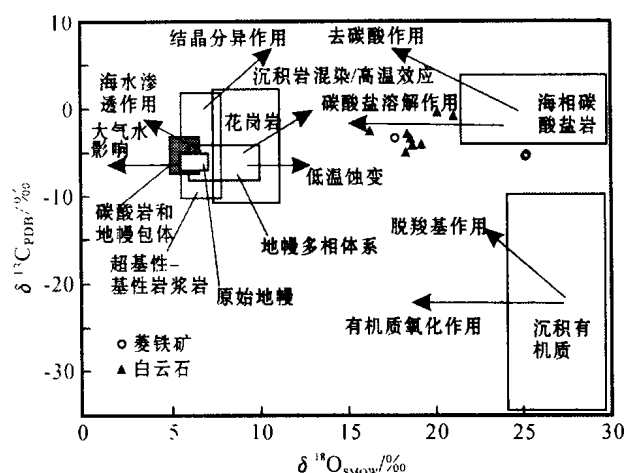 10
结晶分异作用
去碳酸作用
海水渗
透作用
沉积岩混染/高温效应
0
花岗岩
碳酸盐溶解作用
海相碳
酸盐岩
大气水
影响
-5
低温蚀变
-10
碳酸岩和
地幔包体
地幔多相体系
脱羧基作用
超基性-
基性岩浆岩
原始地幔
-20
有机质氧化作用
沉积有
机质
-30
菱铁矿
白云石
δ ¹³C_PDB/‰
0
5
10
15
20
25
30
δ ¹⁸O_SMOW/‰